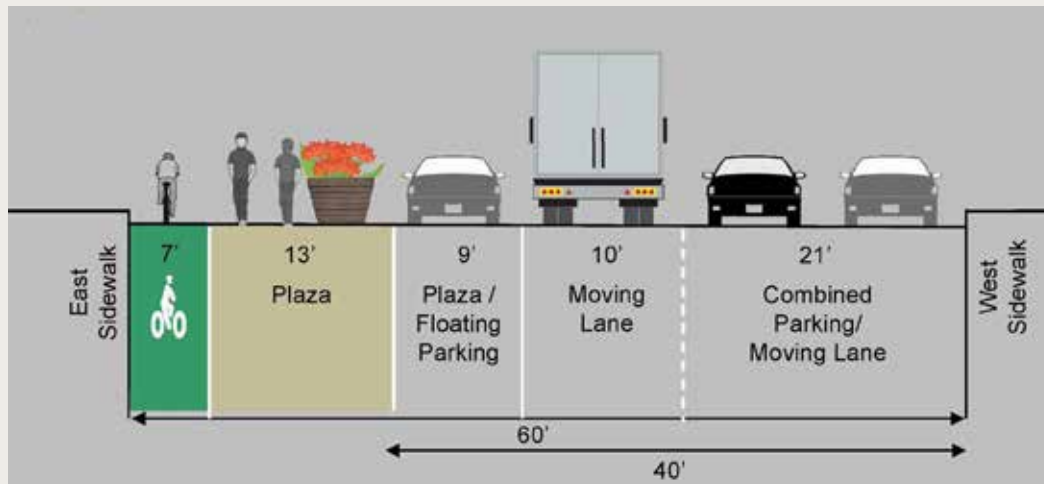 East
Sidewalk
7'
13'
Plaza
9'
Plaza /
Floating
Parking
10'
Moving
Lane
21'
Combined
Parking/
Moving Lane
West
Sidewalk
60'
40'